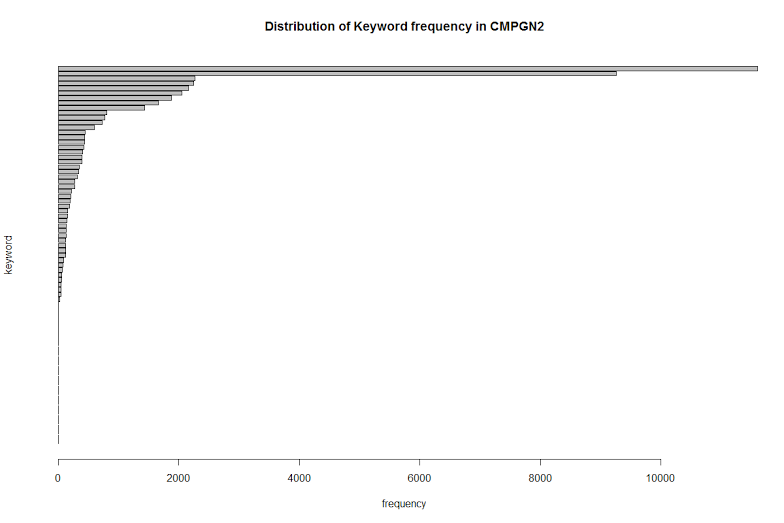 Distribution of Keyword frequency in CMPGN2
keyword
0 2000 4000 6000 8000 10000
frequency